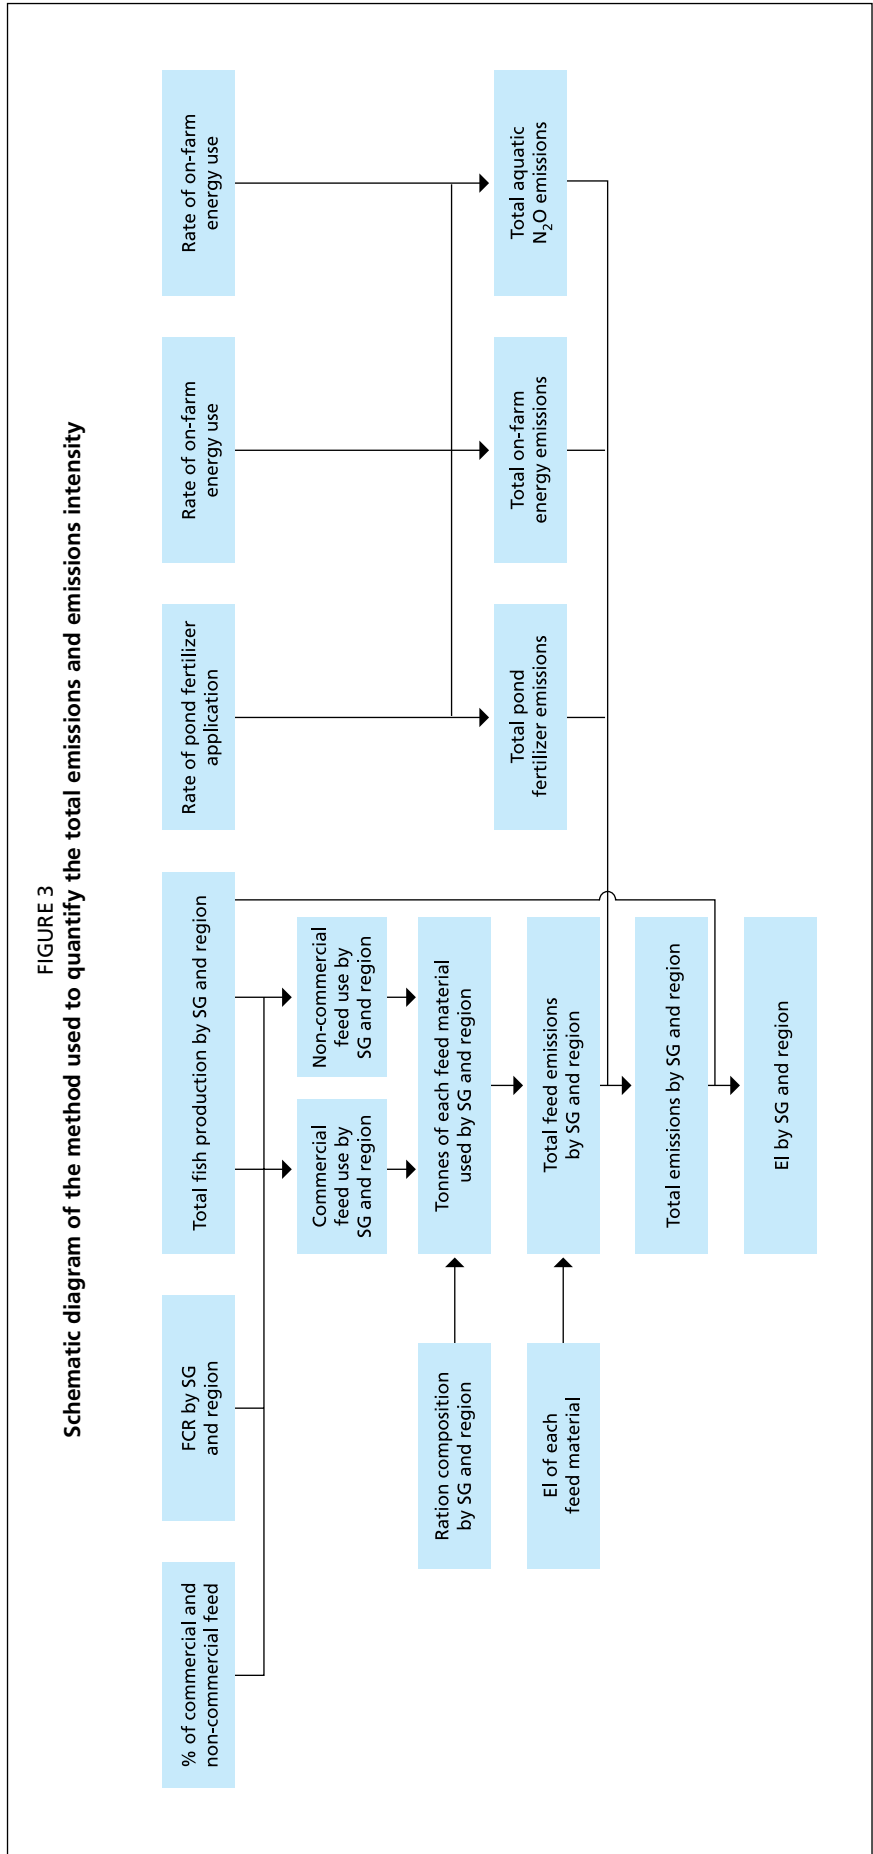 FIGURE 3
Schematic diagram of the method used to quantify the total emissions and emissions intensity
% of commercial and
non-commercial feed
FCR by SG
and region
Total fish production by SG and region
Rate of pond fertilizer
application
Rate of on-farm
energy use
Rate of on-farm
energy use
Commercial
feed use by
SG and region
Non-commercial
feed use by
SG and region
Ration composition
by SG and region
Tonnes of each feed material
used by SG and region
Total pond
fertilizer emissions
Total on-farm
energy emissions
Total aquatic
N₂O emissions
EI of each
feed material
Total feed emissions
by SG and region
Total emissions by SG and region
EI by SG and region